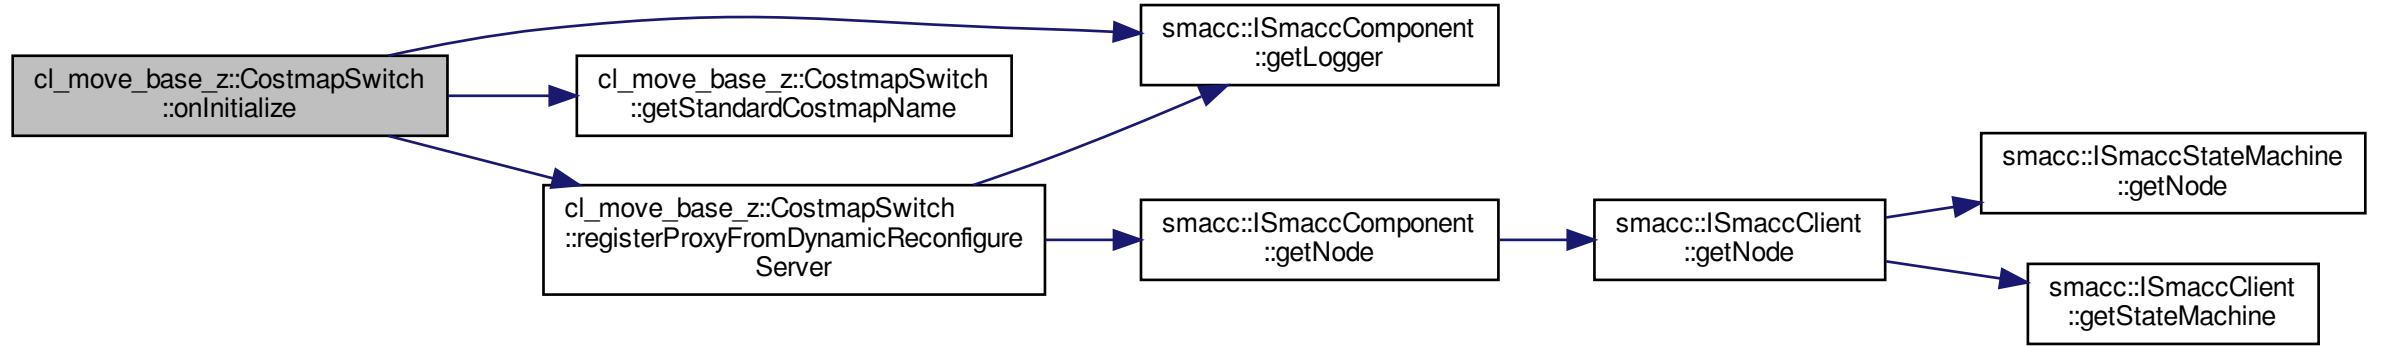 cl_move_base_z::CostmapSwitch
::onInitialize
smacc::ISmaccComponent
::getLogger
cl_move_base_z::CostmapSwitch
::getStandardCostmapName
cl_move_base_z::CostmapSwitch
::registerProxyFromDynamicReconfigure
Server
smacc::ISmaccComponent
::getNode
smacc::ISmaccClient
::getNode
smacc::ISmaccStateMachine
::getNode
smacc::ISmaccClient
::getStateMachine